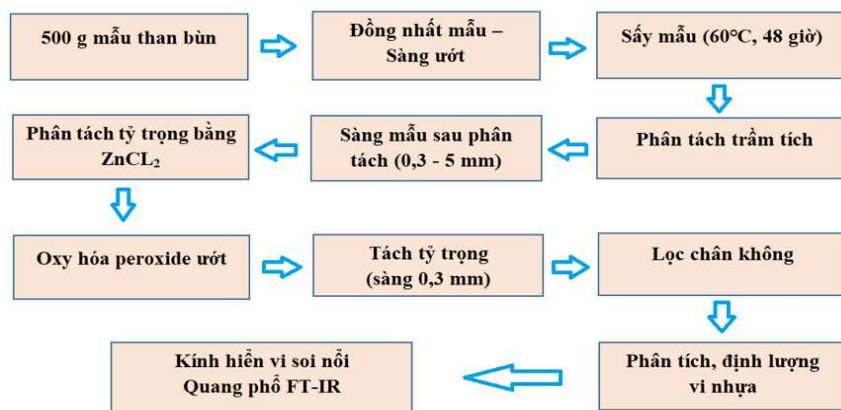 500 g mẫu than bùn
Đồng nhất mẫu –
Sàng ướt
Sấy mẫu (60°C, 48 giờ)
Phân tách trầm tích
Sàng mẫu sau phân
tách (0,3 - 5 mm)
Phân tách tỷ trọng bằng
ZnCL₂
Oxy hóa peroxide ướt
Tách tỷ trọng
(sàng 0,3 mm)
Lọc chân không
Phân tích, định lượng
vi nhựa
Kính hiển vi soi nổi
Quang phổ FT-IR